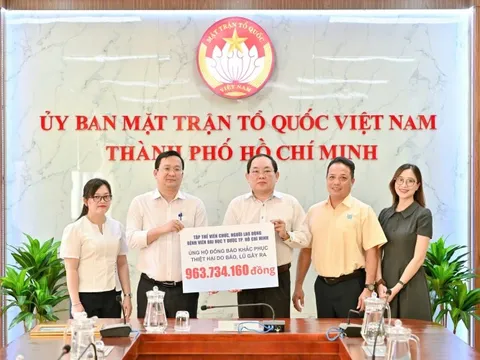 MẶT TRẬN TỔ QUỐC
VIỆT NAM
ỦY BAN MẶT TRẬN TỔ QUỐC VIỆT NAM
THÀNH PHỐ HỒ CHÍ MINH
TẬP THỂ VIÊN CHỨC, NGƯỜI LAO ĐỘNG
BỆNH VIỆN ĐẠI HỌC Y DƯỢC TP. HỒ CHÍ MINH
ỦNG HỘ ĐỒNG BÀO KHẮC PHỤC
THIỆT HẠI DO BÃO, LŨ GÂY RA
963.734.160 đồng